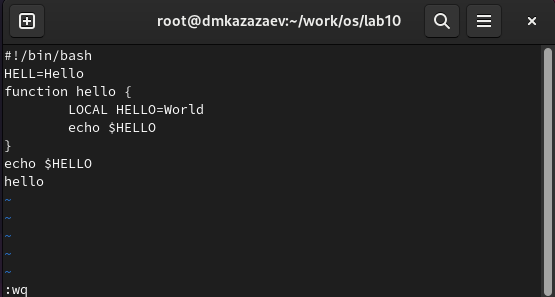 root@dmkazazaev:~/work/os/lab10
#!/bin/bash
HELL=Hello
function hello {
        LOCAL HELLO=World
        echo $HELLO
}
echo $HELLO
hello
~
~
~
~
~
:wq